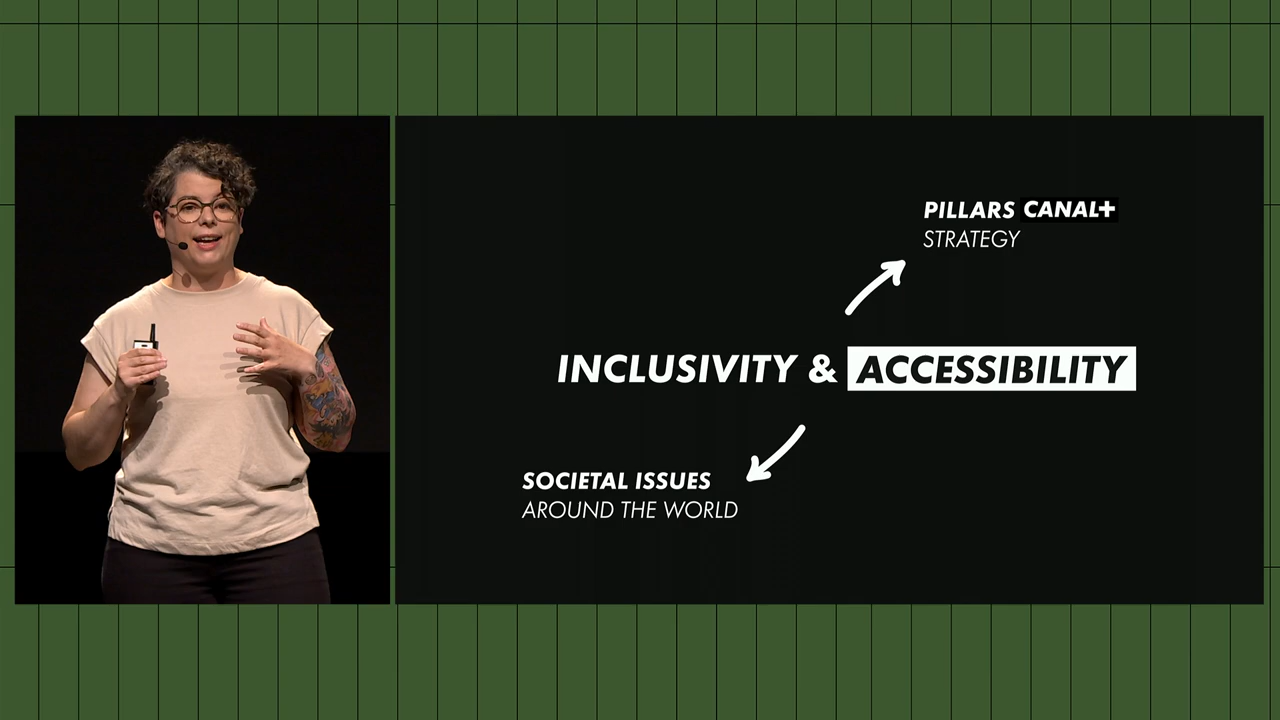 PILLARS CANAL+
STRATEGY
INCLUSIVITY & ACCESSIBILITY
SOCIETAL ISSUES
AROUND THE WORLD